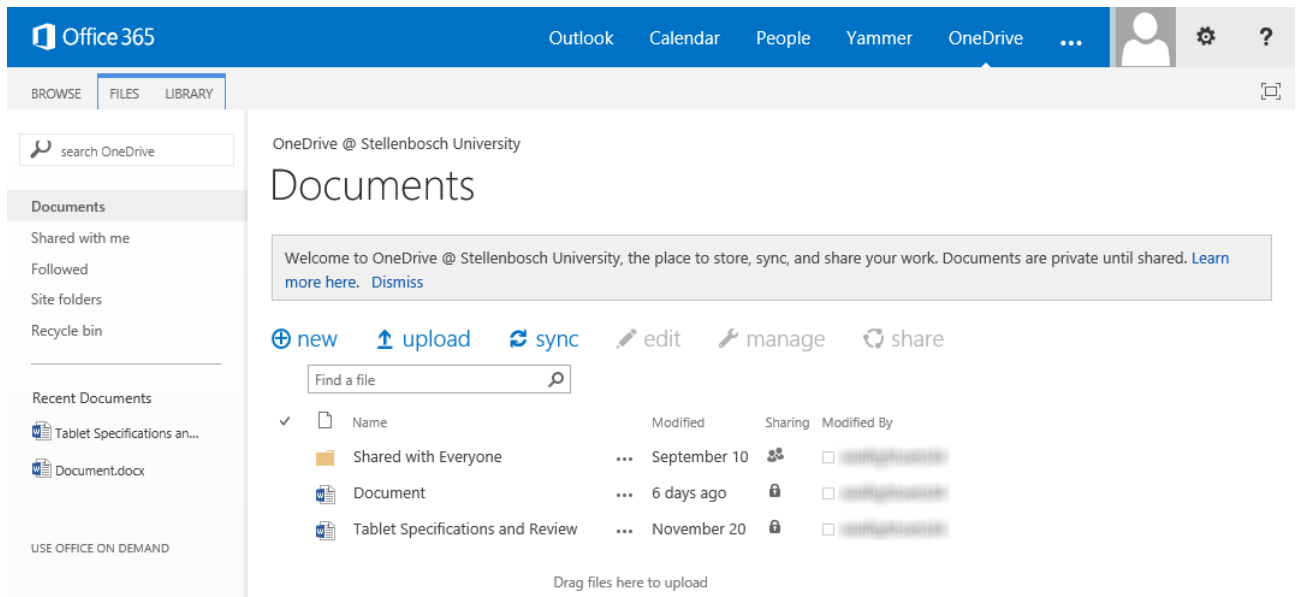 Office 365 Outlook Calendar People Yammer OneDrive ... ?
BROWSE FILES LIBRARY
search OneDrive
Documents
Shared with me
Followed
Site folders
Recycle bin
Recent Documents
Tablet Specifications an...
Document.docx
USE OFFICE ON DEMAND
OneDrive @ Stellenbosch University
Documents
Welcome to OneDrive @ Stellenbosch University, the place to store, sync, and share your work. Documents are private until shared. Learn
more here. Dismiss
new upload sync edit manage share
Find a file
Name Modified Sharing Modified By
Shared with Everyone ... September 10
Document ... 6 days ago
Tablet Specifications and Review ... November 20
Drag files here to upload